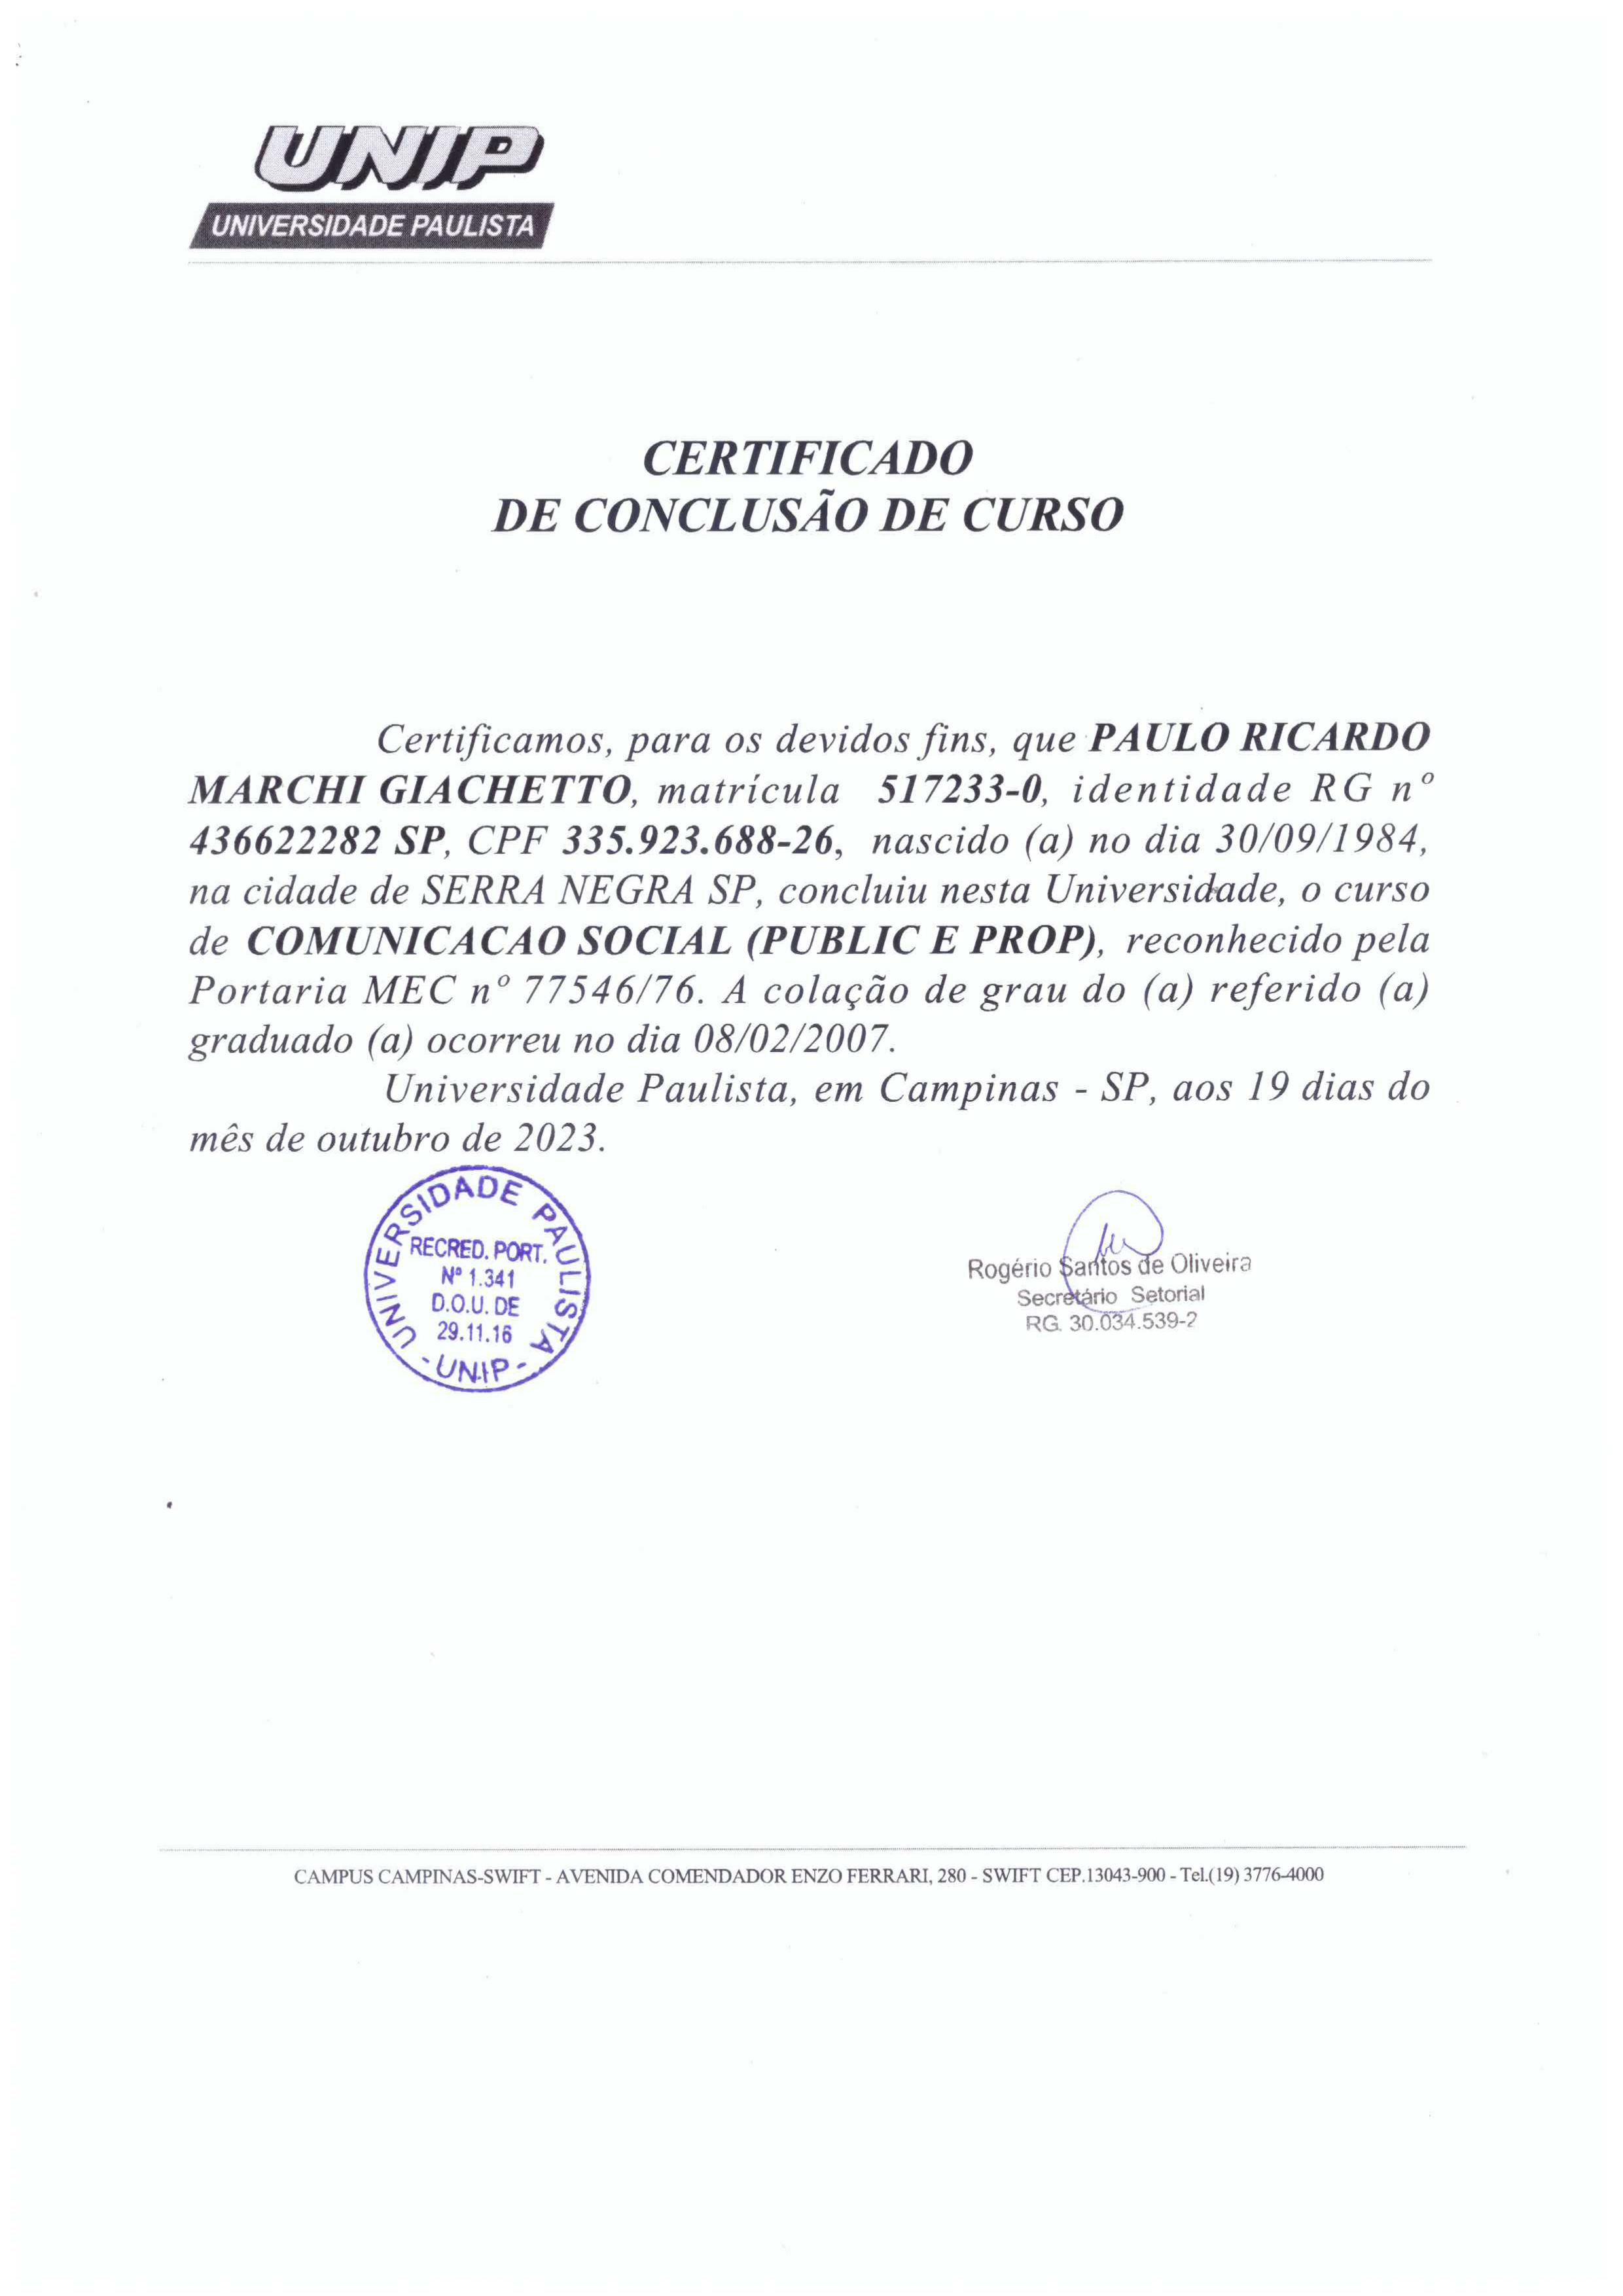 UNIP
UNIVERSIDADE PAULISTA
CERTIFICADO
DE CONCLUSÃO DE CURSO
Certificamos, para os devidos fins, que PAULO RICARDO
MARCHI GIACHETTO, matrícula 517233-0, identidade RG nº
436622282 SP, CPF 335.923.688-26, nascido (a) no dia 30/09/1984,
na cidade de SERRA NEGRA SP, concluiu nesta Universidade, o curso
de COMUNICACAO SOCIAL (PUBLIC E PROP), reconhecido pela
Portaria MEC nº 77546/76. A colação de grau do (a) referido (a)
graduado (a) ocorreu no dia 08/02/2007.
Universidade Paulista, em Campinas - SP, aos 19 dias do
mês de outubro de 2023.
UNIVERSIDADE PAULISTA
RECRED. PORT.
Nº 1.341
D.O.U. DE
29.11.16
- UNIP -
Rogério Santos de Oliveira
Secretário Setorial
RG. 30.034.539-2
CAMPUS CAMPINAS-SWIFT - AVENIDA COMENDADOR ENZO FERRARI, 280 - SWIFT CEP.13043-900 - Tel.(19) 3776-4000